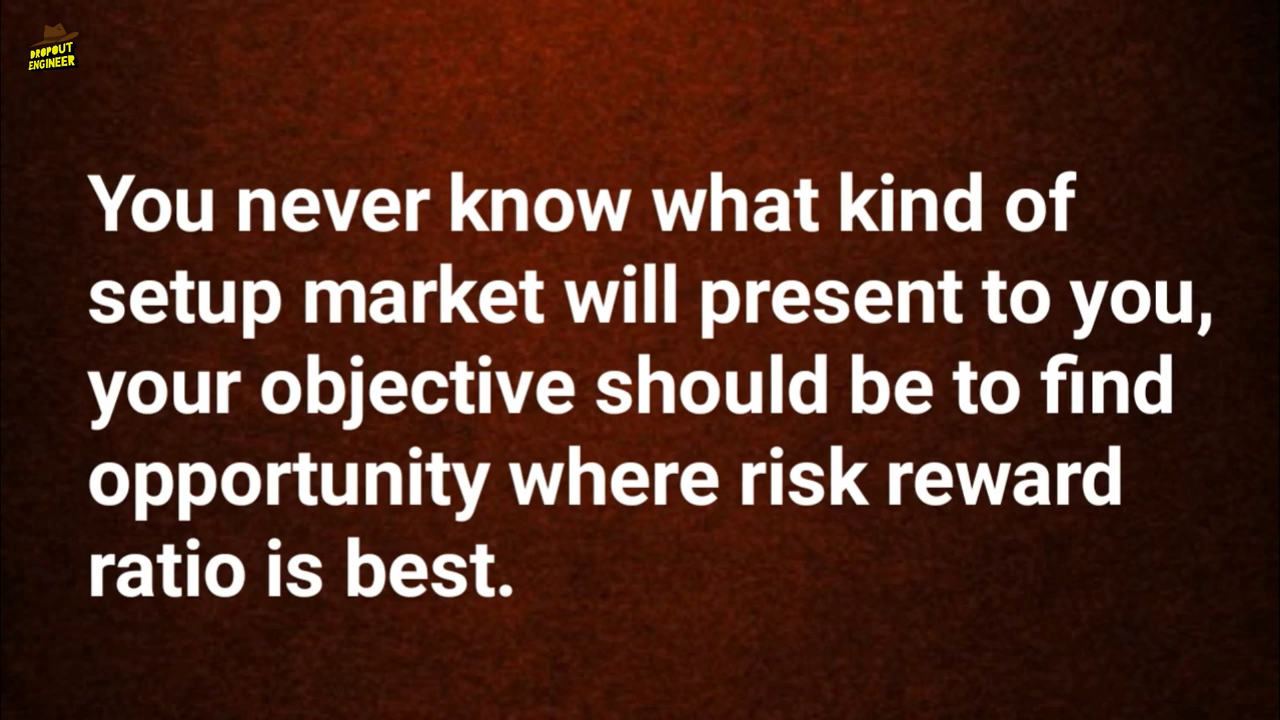 DROPOUT
ENGINEER
You never know what kind of
setup market will present to you,
your objective should be to find
opportunity where risk reward
ratio is best.